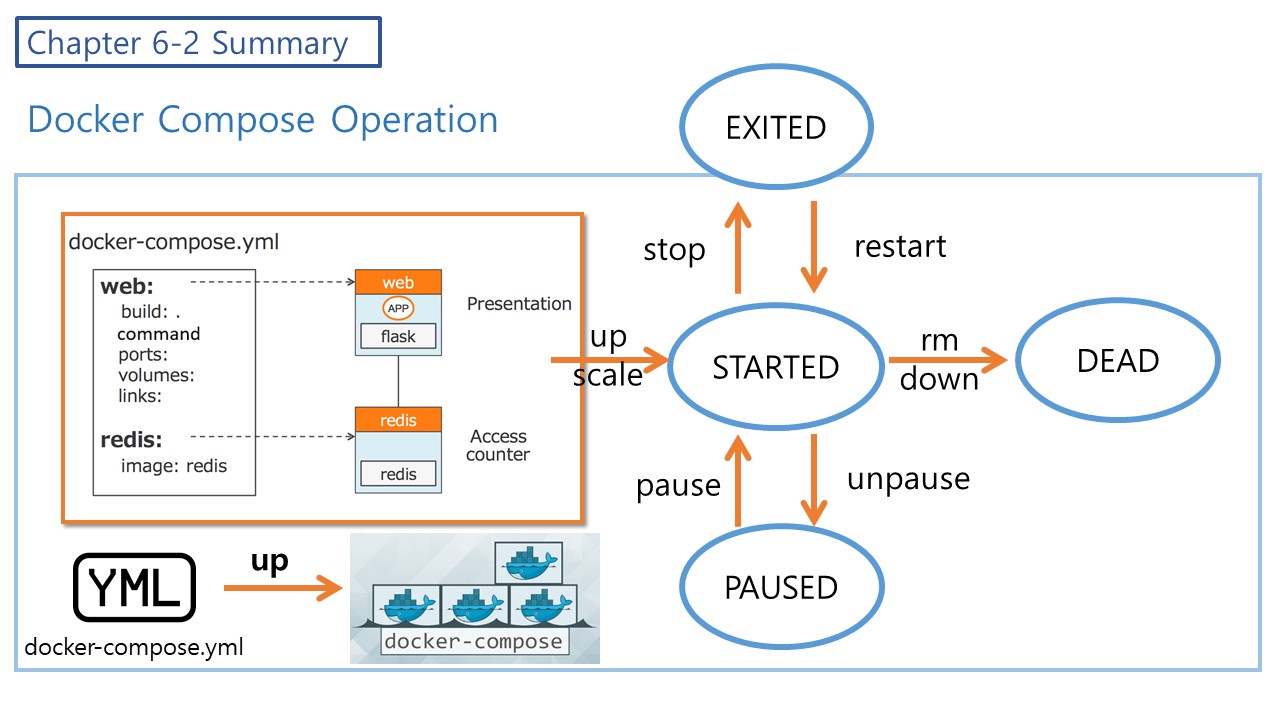 Chapter 6-2 Summary
Docker Compose Operation
docker-compose.yml
web:
build: .
command
ports:
volumes:
links:
redis:
image: redis
web
APP
flask
Presentation
redis
redis
Access
counter
YML
docker-compose.yml
up
docker-compose
up
scale
EXITED
stop
restart
STARTED
rm
down
DEAD
pause
unpause
PAUSED